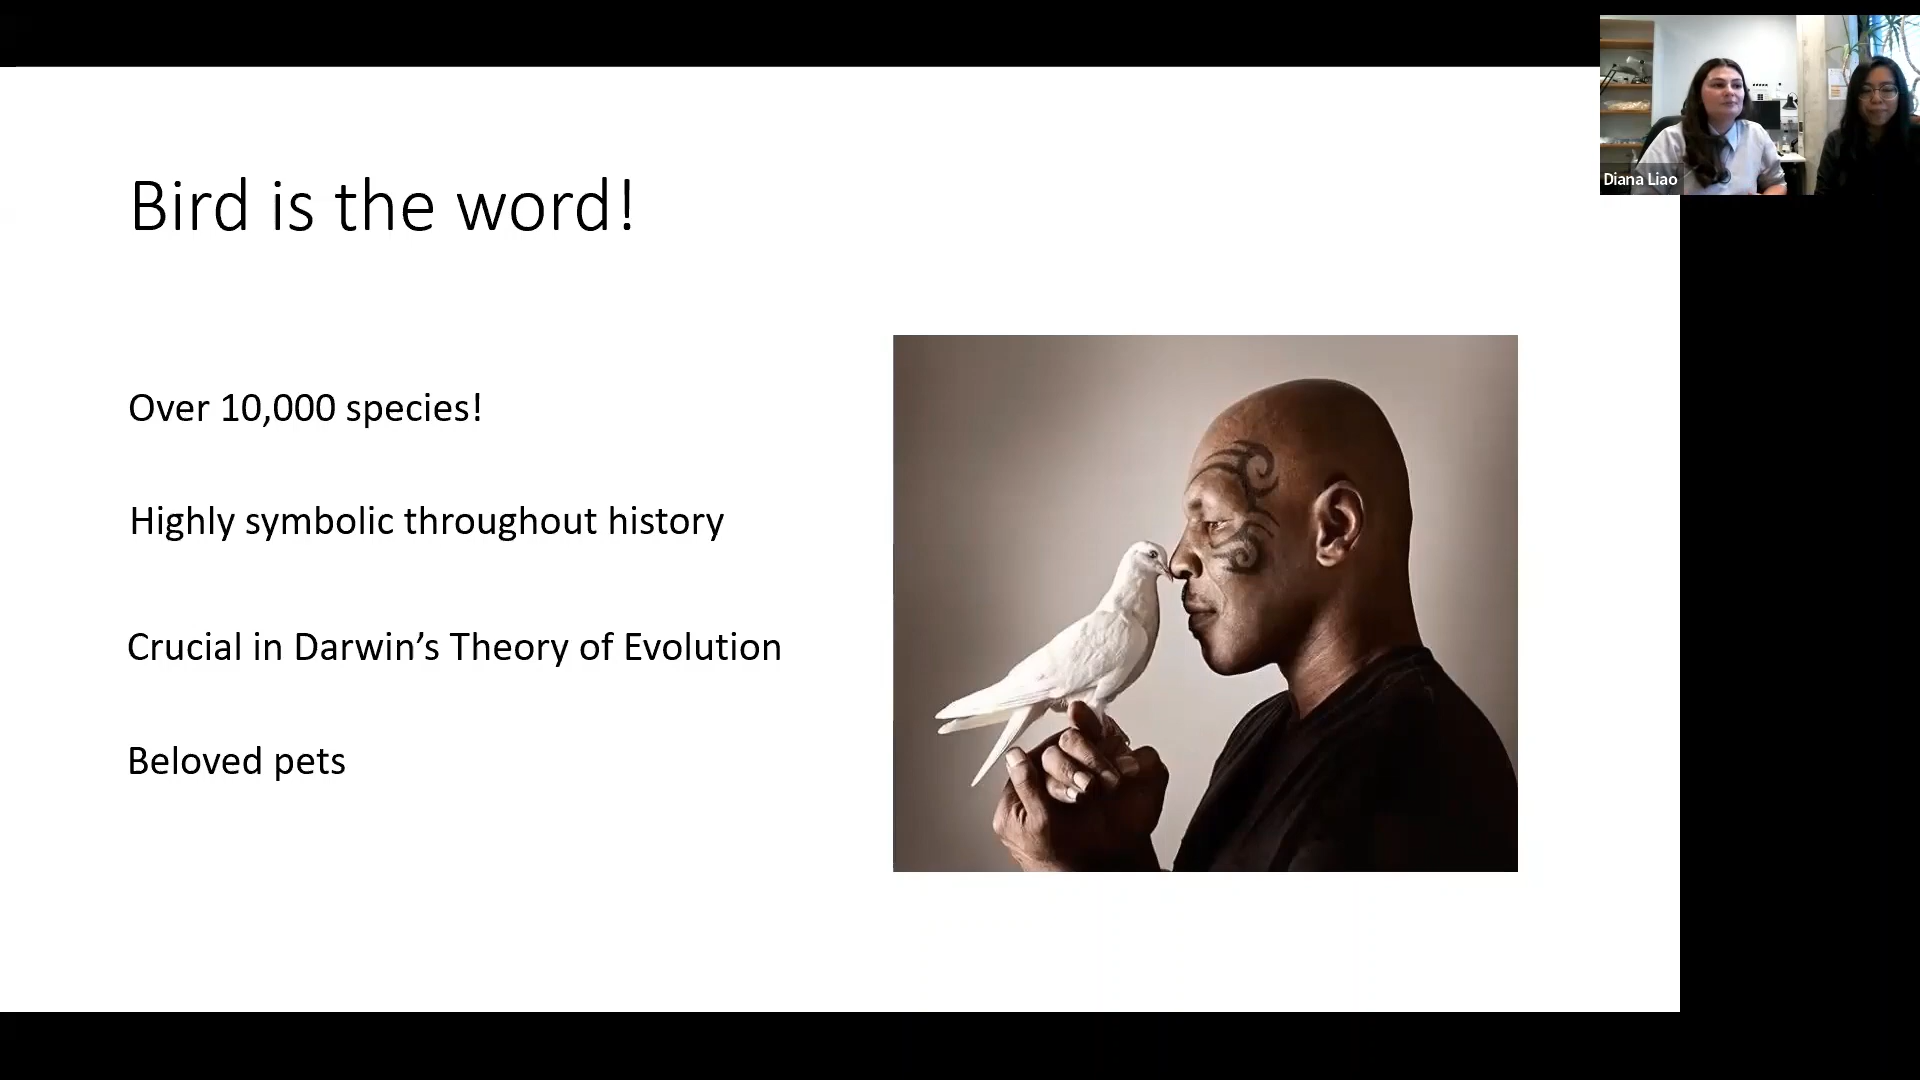 Bird is the word!
Over 10,000 species!
Highly symbolic throughout history
Crucial in Darwin’s Theory of Evolution
Beloved pets
Diana Liao